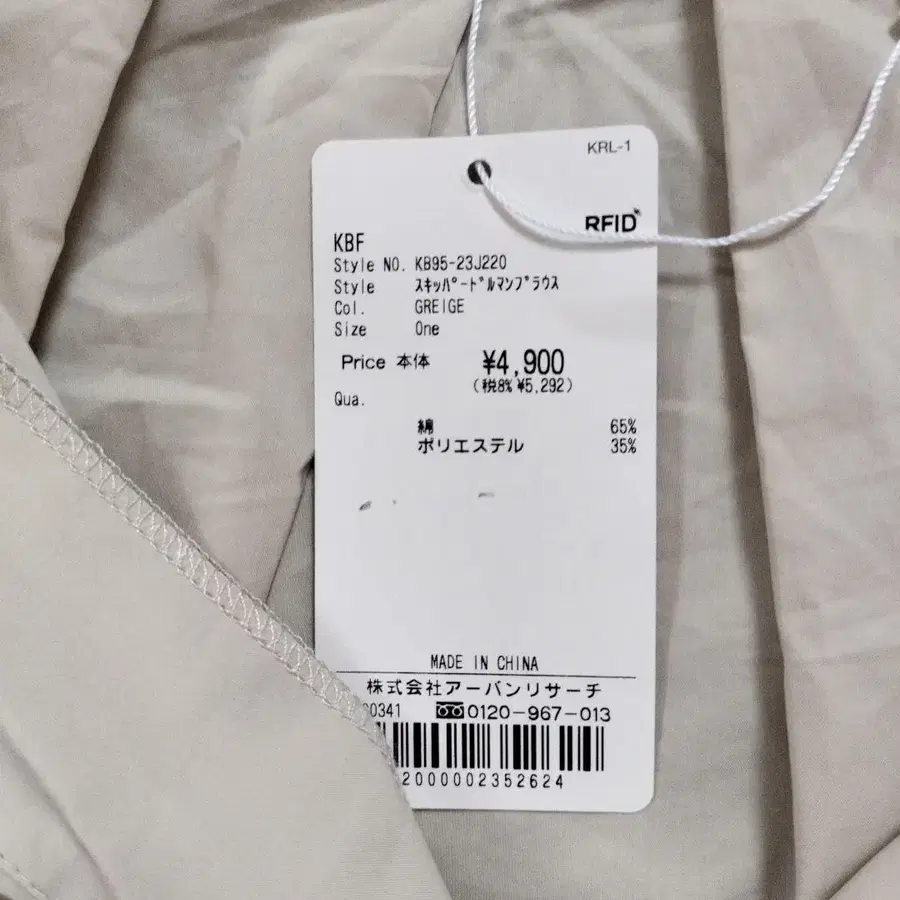 KRL-1
RFID
KBF
Style NO. KB95-23J220
Style スキッパードルマンブラウス
Col. GREIGE
Size One
Price 本体 ¥4,900
(税8% ¥5,292)
Qua.
綿 65%
ポリエステル 35%
MADE IN CHINA
株式会社アーバンリサーチ
0341 0120-967-013
2000002352624